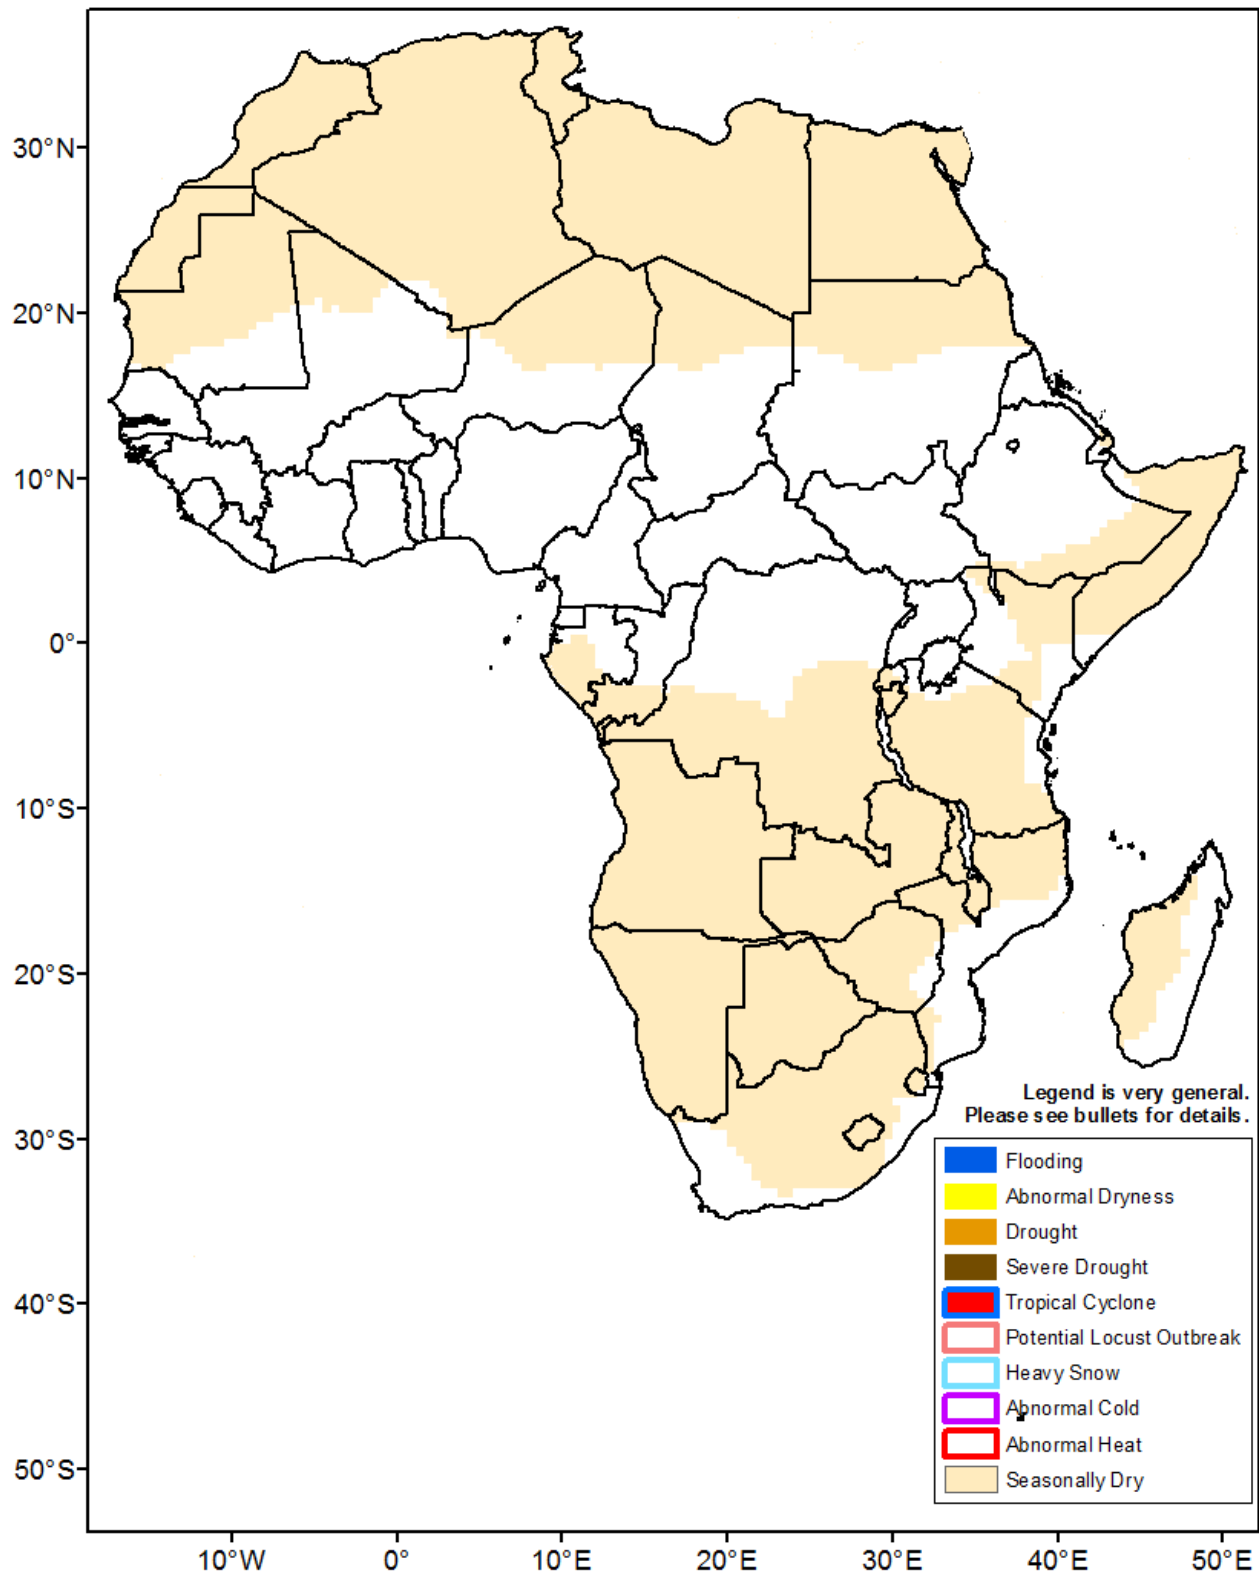 30°N
20°N
10°N
0°
10°S
20°S
30°S
40°S
50°S
Legend is very general.
Please see bullets for details.
Flooding
Abnormal Dryness
Drought
Severe Drought
Tropical Cyclone
Potential Locust Outbreak
Heavy Snow
Abnormal Cold
Abnormal Heat
Seasonally Dry
10°W 0° 10°E 20°E 30°E 40°E 50°E